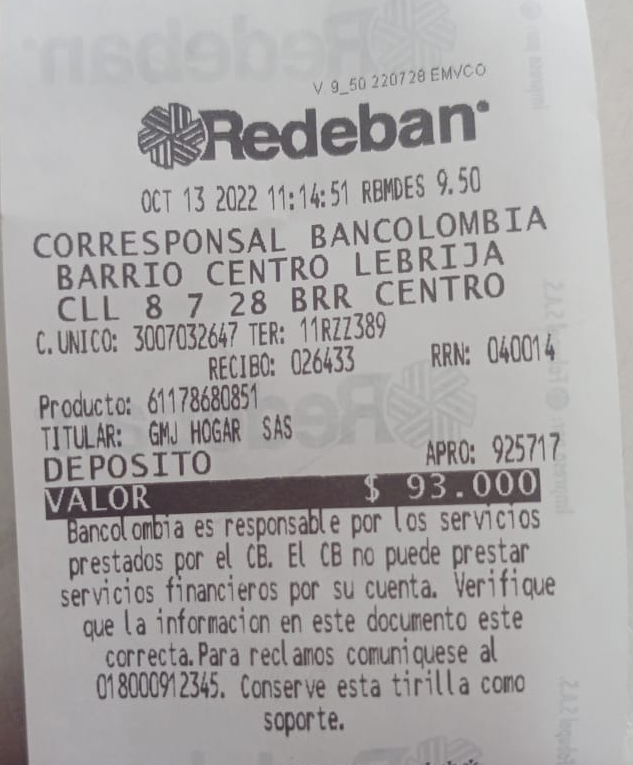 V 9_50 220728 EMVCO
Redeban
OCT 13 2022 11:14:51 RBMDES 9.50
CORRESPONSAL BANCOLOMBIA
BARRIO CENTRO LEBRIJA
CLL 8 7 28 BRR CENTRO
C. UNICO: 3007032647 TER: 11RZZ389
RECIBO: 026433 RRN: 040014
Producto: 61178680851
TITULAR: GMJ HOGAR SAS
DEPOSITO APRO: 925717
VALOR $ 93.000
Bancolombia es responsable por los servicios
prestados por el CB. El CB no puede prestar
servicios financieros por su cuenta. Verifique
que la informacion en este documento este
correcta. Para reclamos comuniquese al
018000912345. Conserve esta tirilla como
soporte.